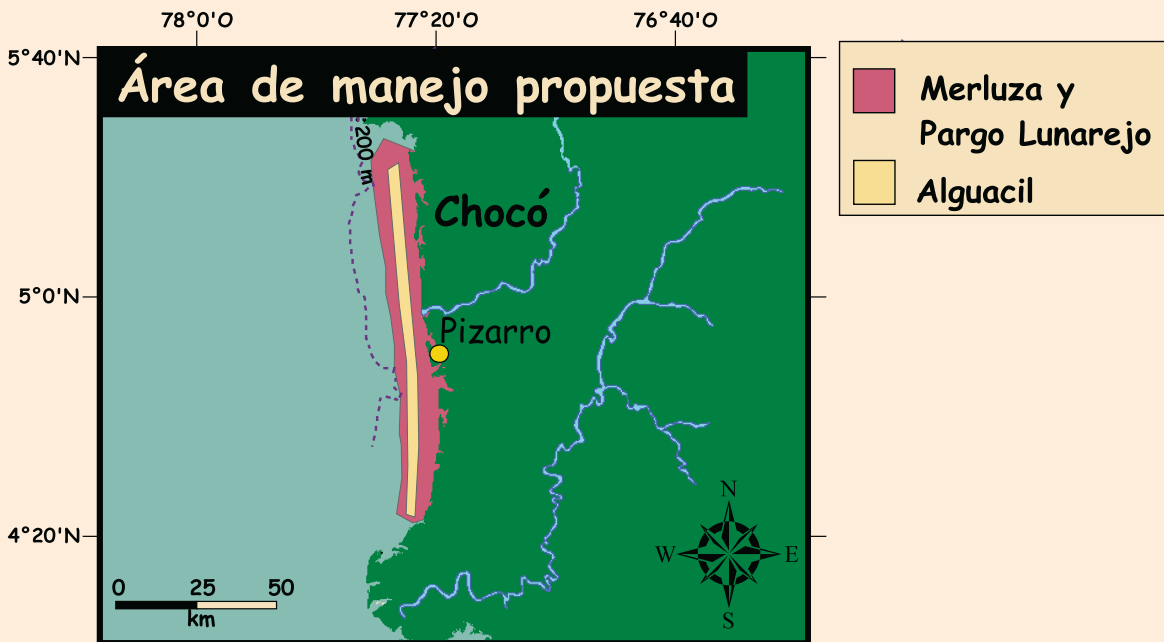 78°0'O 77°20'O 76°40'O
5°40'N
Área de manejo propuesta
Merluza y
Pargo Lunarejo
Alguacil
200 m
Chocó
5°0'N
Pizarro
4°20'N
N
W E
S
0 25 50
km